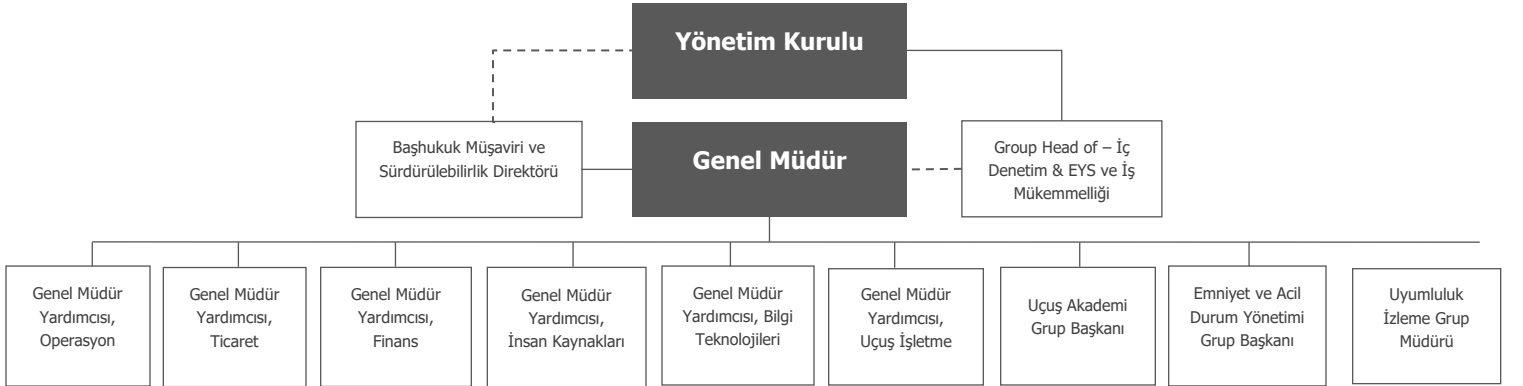 Yönetim Kurulu
Başhukuk Müşaviri ve
Sürdürülebilirlik Direktörü
Genel Müdür
Group Head of – İç
Denetim & EYS ve İş
Mükemmelliği
Genel Müdür
Yardımcısı,
Operasyon
Genel Müdür
Yardımcısı,
Ticaret
Genel Müdür
Yardımcısı,
Finans
Genel Müdür
Yardımcısı,
İnsan Kaynakları
Genel Müdür
Yardımcısı, Bilgi
Teknolojileri
Genel Müdür
Yardımcısı,
Uçuş İşletme
Uçuş Akademi
Grup Başkanı
Emniyet ve Acil
Durum Yönetimi
Grup Başkanı
Uyumluluk
İzleme Grup
Müdürü